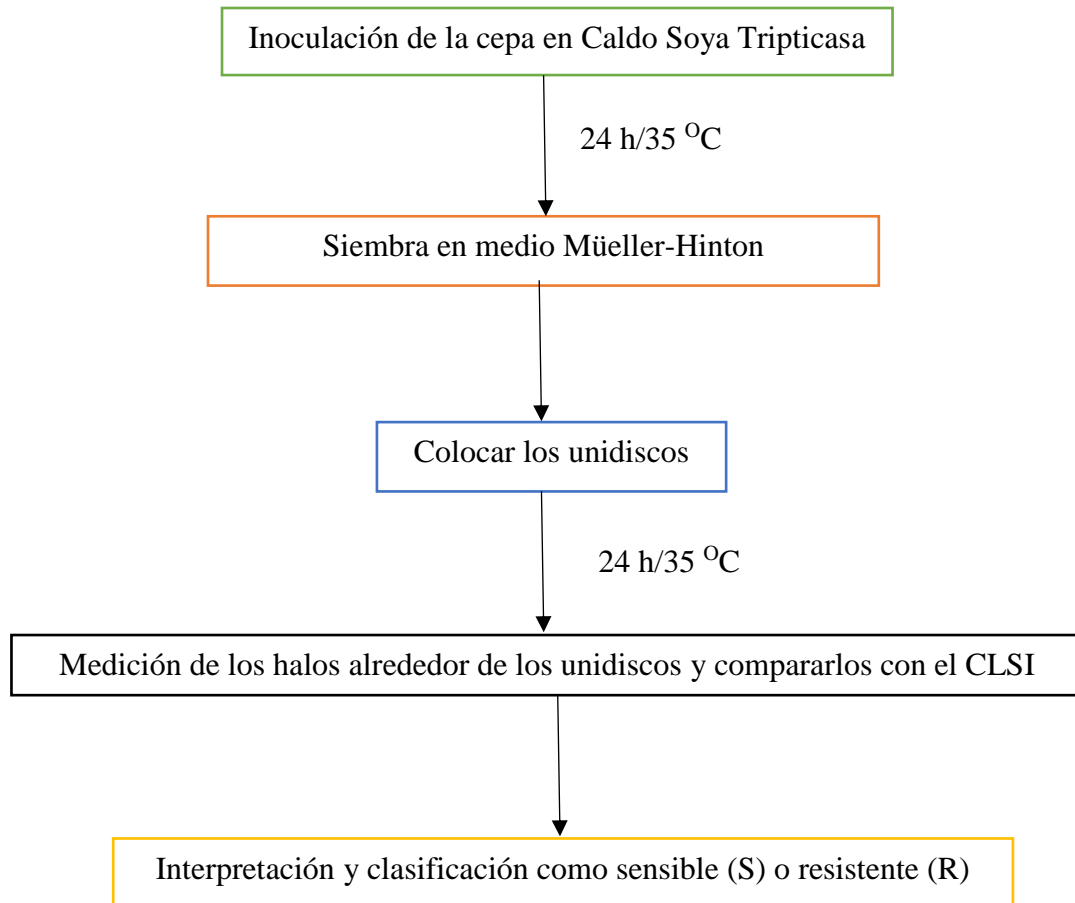 Inoculación de la cepa en Caldo Soya Tripticasa
24 h/35 ᴼC
Siembra en medio Müeller-Hinton
Colocar los unidiscos
24 h/35 ᴼC
Medición de los halos alrededor de los unidiscos y compararlos con el CLSI
Interpretación y clasificación como sensible (S) o resistente (R)